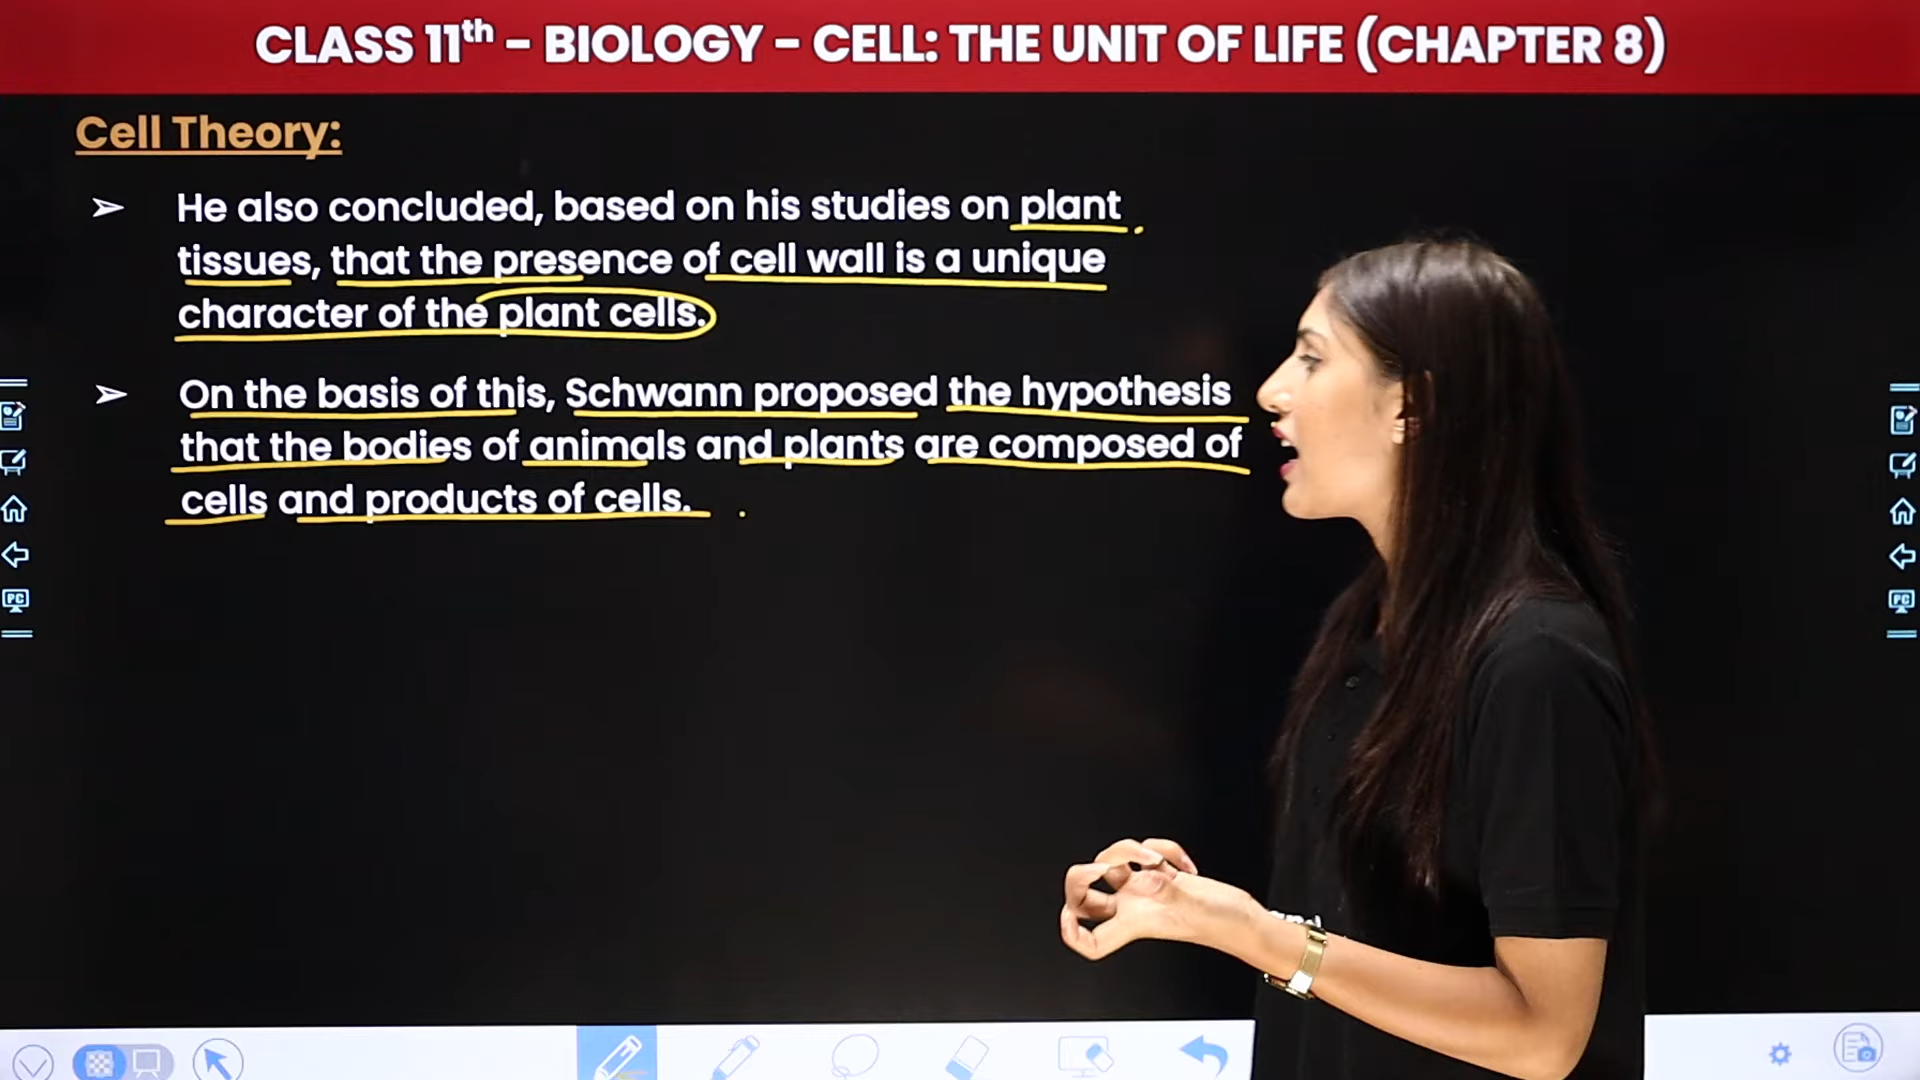 CLASS 11th - BIOLOGY - CELL: THE UNIT OF LIFE (CHAPTER 8)
Cell Theory:
➢ He also concluded, based on his studies on plant
tissues, that the presence of cell wall is a unique
character of the plant cells.
➢ On the basis of this, Schwann proposed the hypothesis
that the bodies of animals and plants are composed of
cells and products of cells.
PC
PC